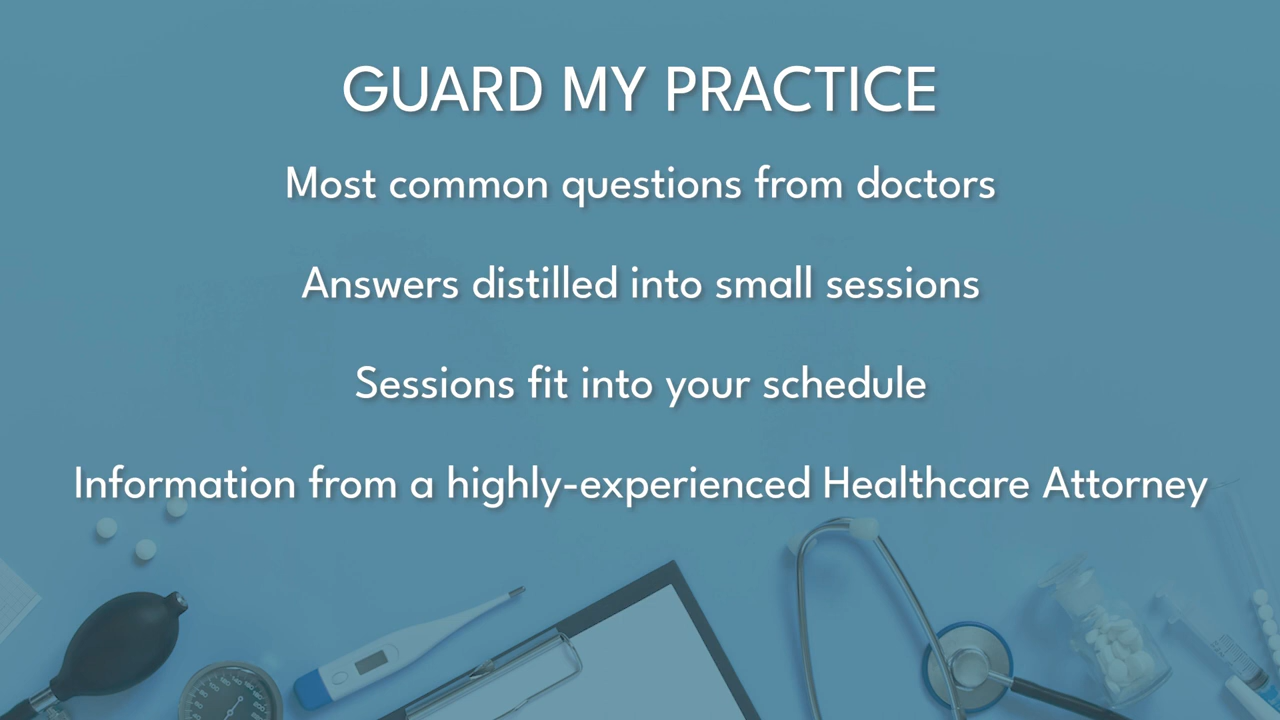 GUARD MY PRACTICE
Most common questions from doctors
Answers distilled into small sessions
Sessions fit into your schedule
Information from a highly-experienced Healthcare Attorney